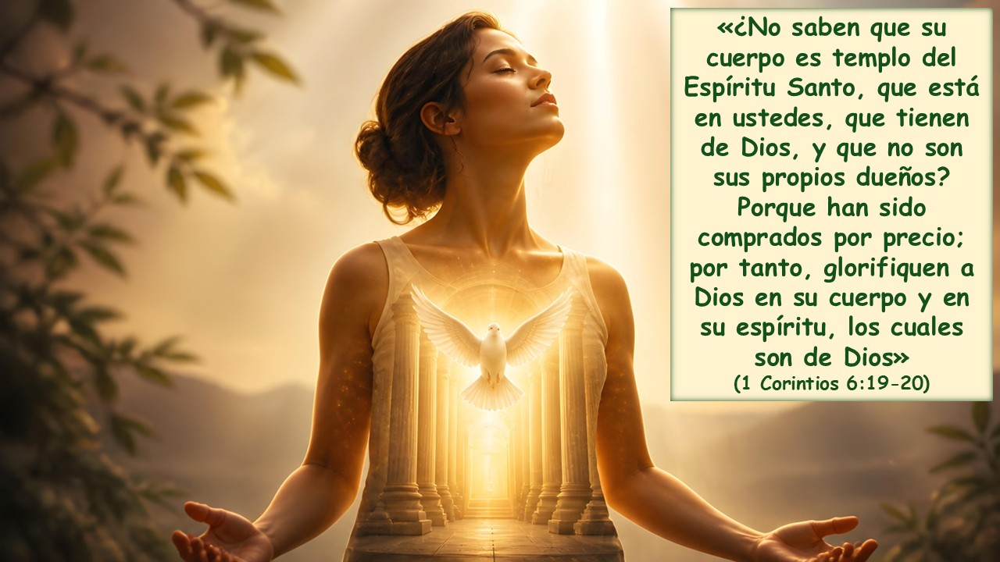 «¿No saben que su
cuerpo es templo del
Espíritu Santo, que está
en ustedes, que tienen
de Dios, y que no son
sus propios dueños?
Porque han sido
comprados por precio;
por tanto, glorifiquen a
Dios en su cuerpo y en
su espíritu, los cuales
son de Dios»
(1 Corintios 6:19-20)